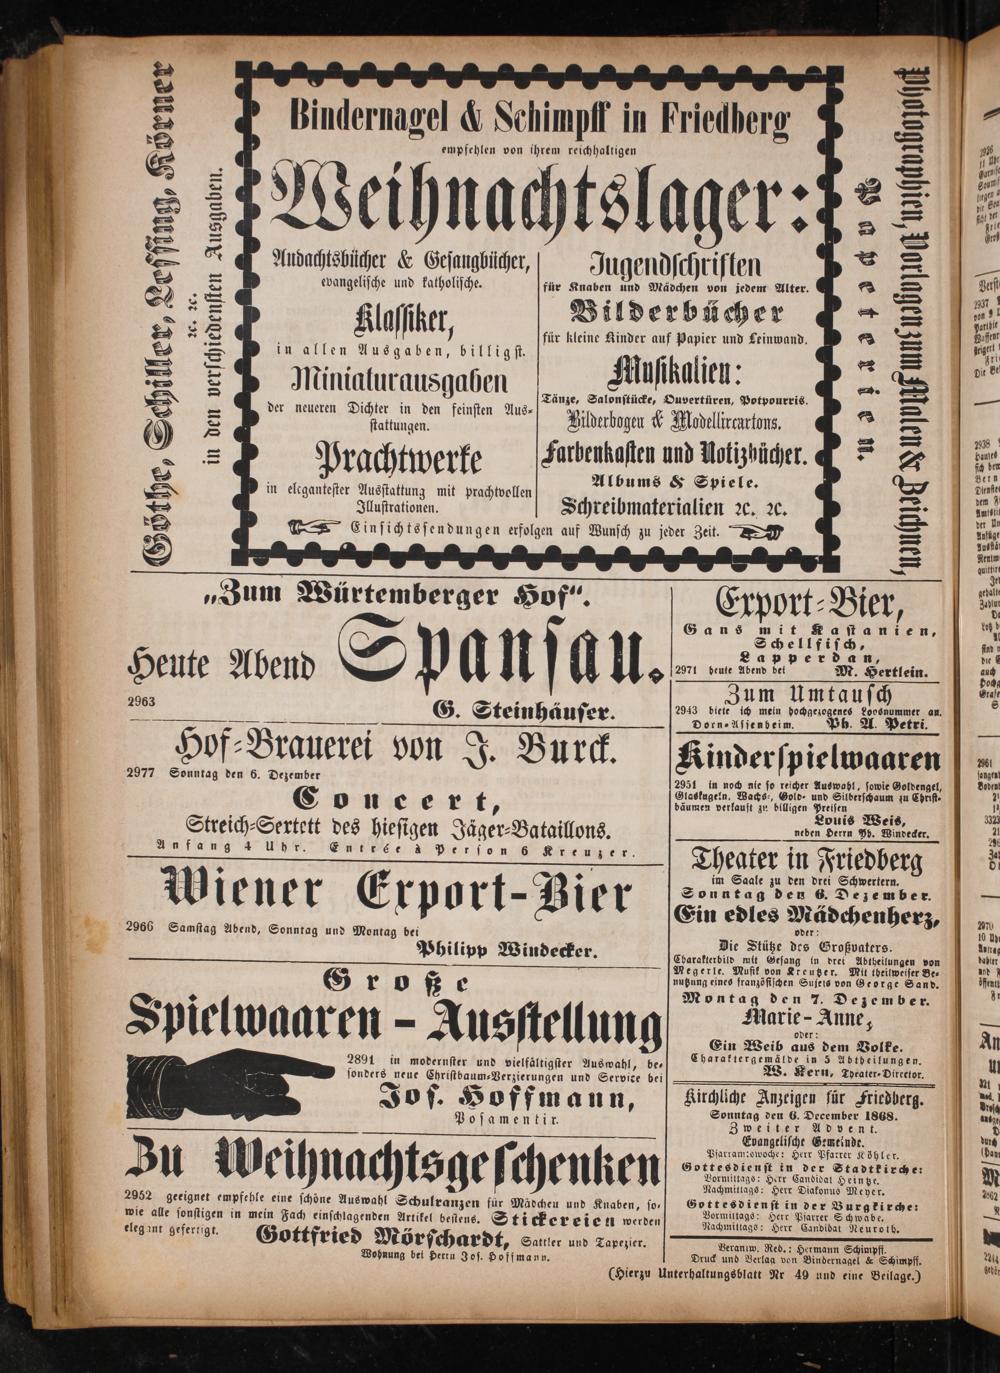 Göthe, Schiller, Lessing, Körner
ꝛc. ꝛc.
in den verschiedensten Ausgaben.
Bindernagel & Schimpff in Friedberg
empfehlen von ihrem reichhaltigen
Weihnachtslager:
Andachtsbücher & Gesangbücher,
evangelische und katholische.
Klassiker,
in allen Ausgaben, billigst.
Miniaturausgaben
der neueren Dichter in den feinsten Aus-
stattungen.
Prachtwerke
in elegantester Ausstattung mit prachtvollen
Illustrationen.
Jugendschriften
für Knaben und Mädchen von jedem Alter.
Bilderbücher
für kleine Kinder auf Papier und Leinwand.
Musikalien:
Tänze, Salonstücke, Ouvertüren, Potpourris.
Bilderbogen & Modellircartons.
Farbenkasten und Notizbücher.
Albums & Spiele.
Schreibmaterialien ꝛc. ꝛc.
Einsichtssendungen erfolgen auf Wunsch zu jeder Zeit.
Photographien, Vorlagen zum Malen & Zeichnen,
Papeterien.
„Zum Würtemberger Hof“.
Heute Abend Spansau.
2963
G. Steinhäuser.
Hof-Brauerei von J. Burck.
2977 Sonntag den 6. Dezember
Concert,
Streich-Sextett des hiesigen Jäger-Bataillons.
Anfang 4 Uhr. Entrée à Person 6 Kreuzer.
Wiener Export-Bier
2966 Samstag Abend, Sonntag und Montag bei
Philipp Windecker.
Große
Spielwaaren-Ausstellung
2891 in modernster und vielfältigster Auswahl, be-
sonders neue Christbaum-Verzierungen und Service bei
Jos. Hoffmann,
Posamentir.
Zu Weihnachtsgeschenken
2952 geeignet empfehle eine schöne Auswahl Schulranzen für Mädchen und Knaben, so-
wie alle sonstigen in mein Fach einschlagenden Artikel bestens. Stickereien werden
elegant gefertigt. Gottfried Mörschardt, Sattler und Tapezier.
Wohnung bei Herrn Jos. Hoffmann.
Export-Bier,
Gans mit Kastanien,
Schellfisch,
Lapperdan,
2971 heute Abend bei M. Hertlein.
Zum Umtausch
2943 biete ich mein hochgezogenes Loosnummer an.
Dorn-Assenheim. Ph. A. Petri.
Kinderspielwaaren
2951 in noch nie so reicher Auswahl, sowie Goldengel,
Glaskugeln, Wachs-, Gold- und Silberschaum zu Christ-
bäumen verkauft zu billigen Preisen
Louis Weis,
neben Herrn Ph. Windecker.
Theater in Friedberg
im Saale zu den drei Schwertern.
Sonntag den 6. Dezember.
Ein edles Mädchenherz,
oder:
Die Stütze des Großvaters.
Charakterbild mit Gesang in drei Abtheilungen von
Megerle. Musik von Kreutzer. Mit theilweiser Be-
nutzung eines französischen Sujets von George Sand.
Montag den 7. Dezember.
Marie-Anne,
oder:
Ein Weib aus dem Volke.
Charaktergemälde in 5 Abtheilungen.
W. Kern, Theater-Director.
Kirchliche Anzeigen für Friedberg.
Sonntag den 6. December 1868.
Zweiter Advent.
Evangelische Gemeinde.
Pfarramtswoche: Herr Pfarrer Köhler.
Gottesdienst in der Stadtkirche:
Vormittags: Herr Candidat Heintze.
Nachmittags: Herr Diakonus Meyer.
Gottesdienst in der Burgkirche:
Vormittags: Herr Pfarrer Schwabe.
Nachmittags: Herr Candidat Neuroth.
Verantw. Red.: Hermann Schimpff.
Druck und Verlag von Bindernagel & Schimpff.
(Hierzu Unterhaltungsblatt Nr 49 und eine Beilage.)